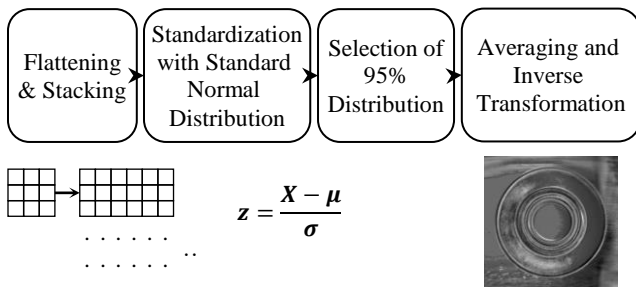 Flattening
& Stacking
Standardization
with Standard
Normal
Distribution
Selection of
95%
Distribution
Averaging and
Inverse
Transformation
z = (X − μ) / σ